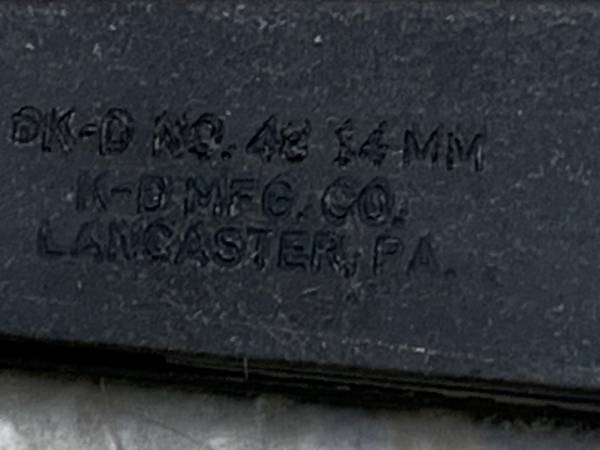 K-D NO. 48 14 MM
K-D MFG. CO.
LANCASTER, PA.